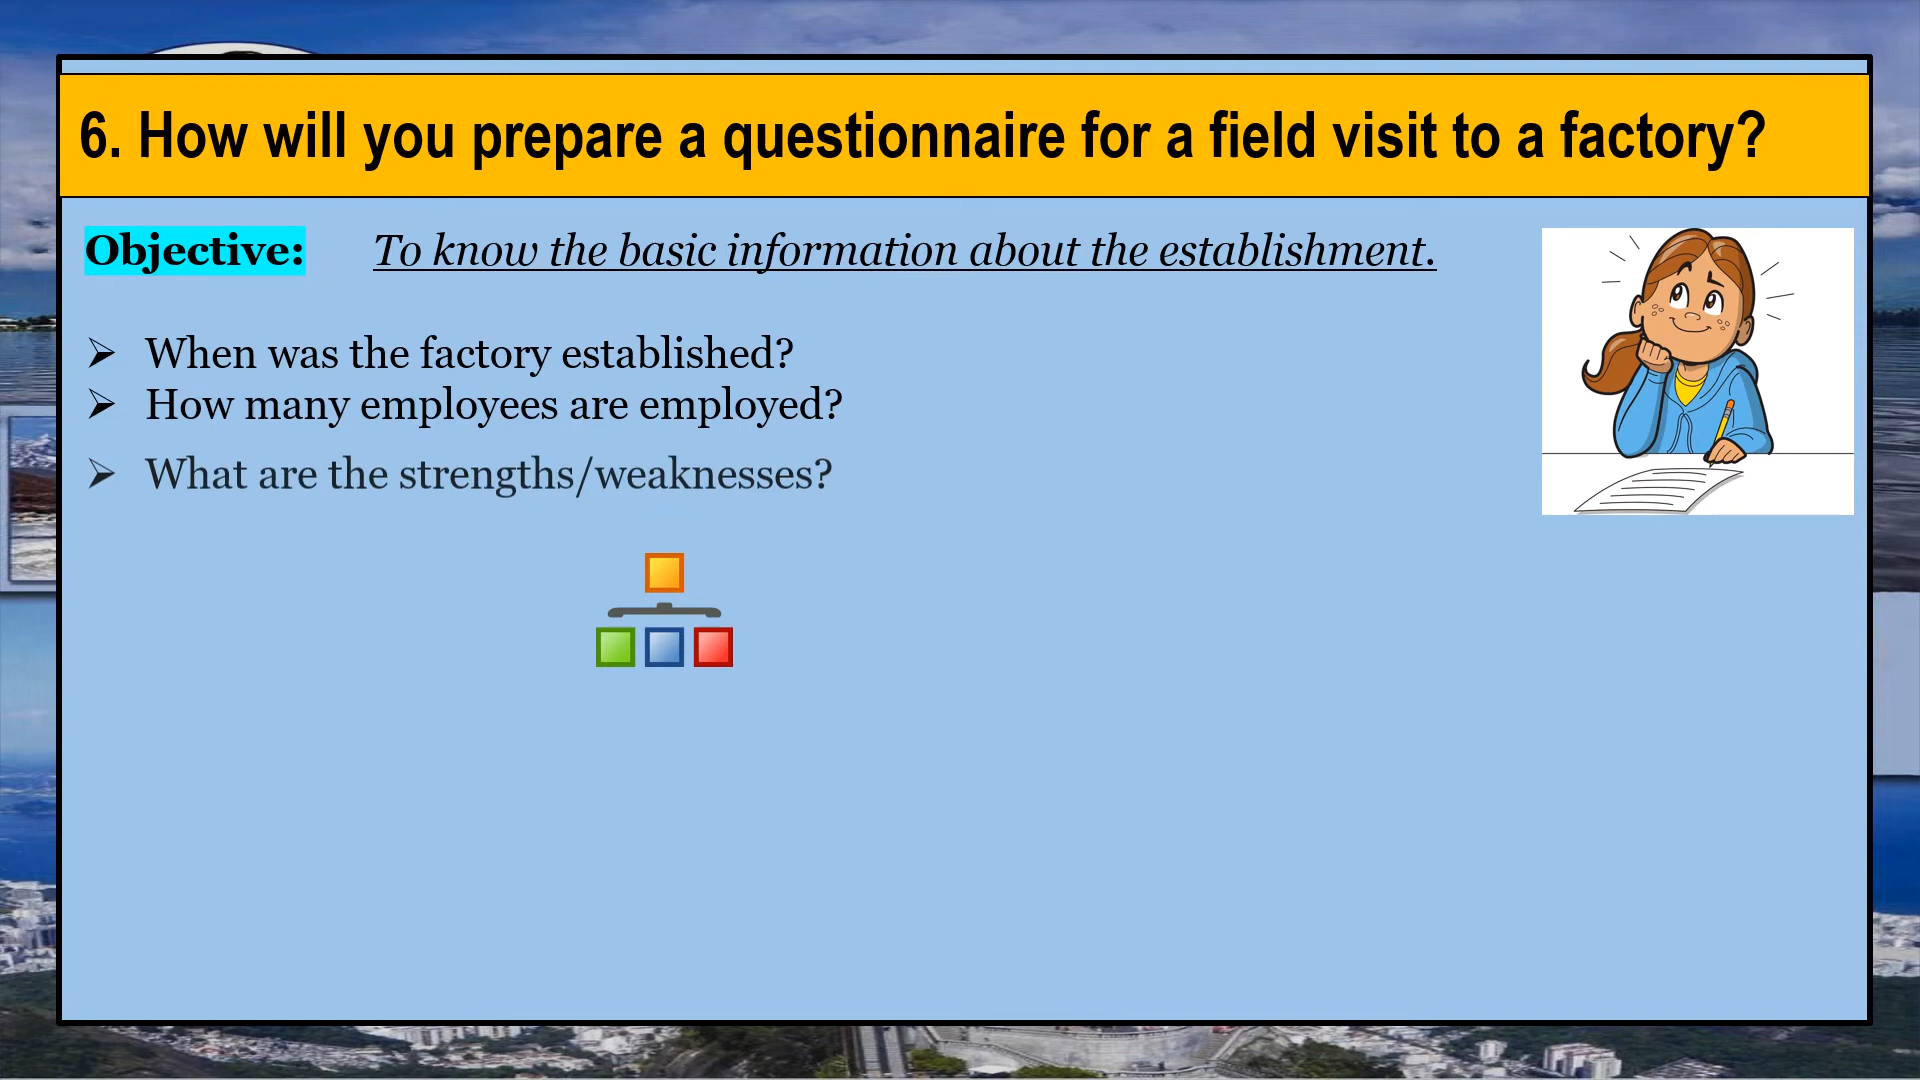 6. How will you prepare a questionnaire for a field visit to a factory?
Objective: To know the basic information about the establishment.
➢ When was the factory established?
➢ How many employees are employed?
➢ What are the strengths/weaknesses?